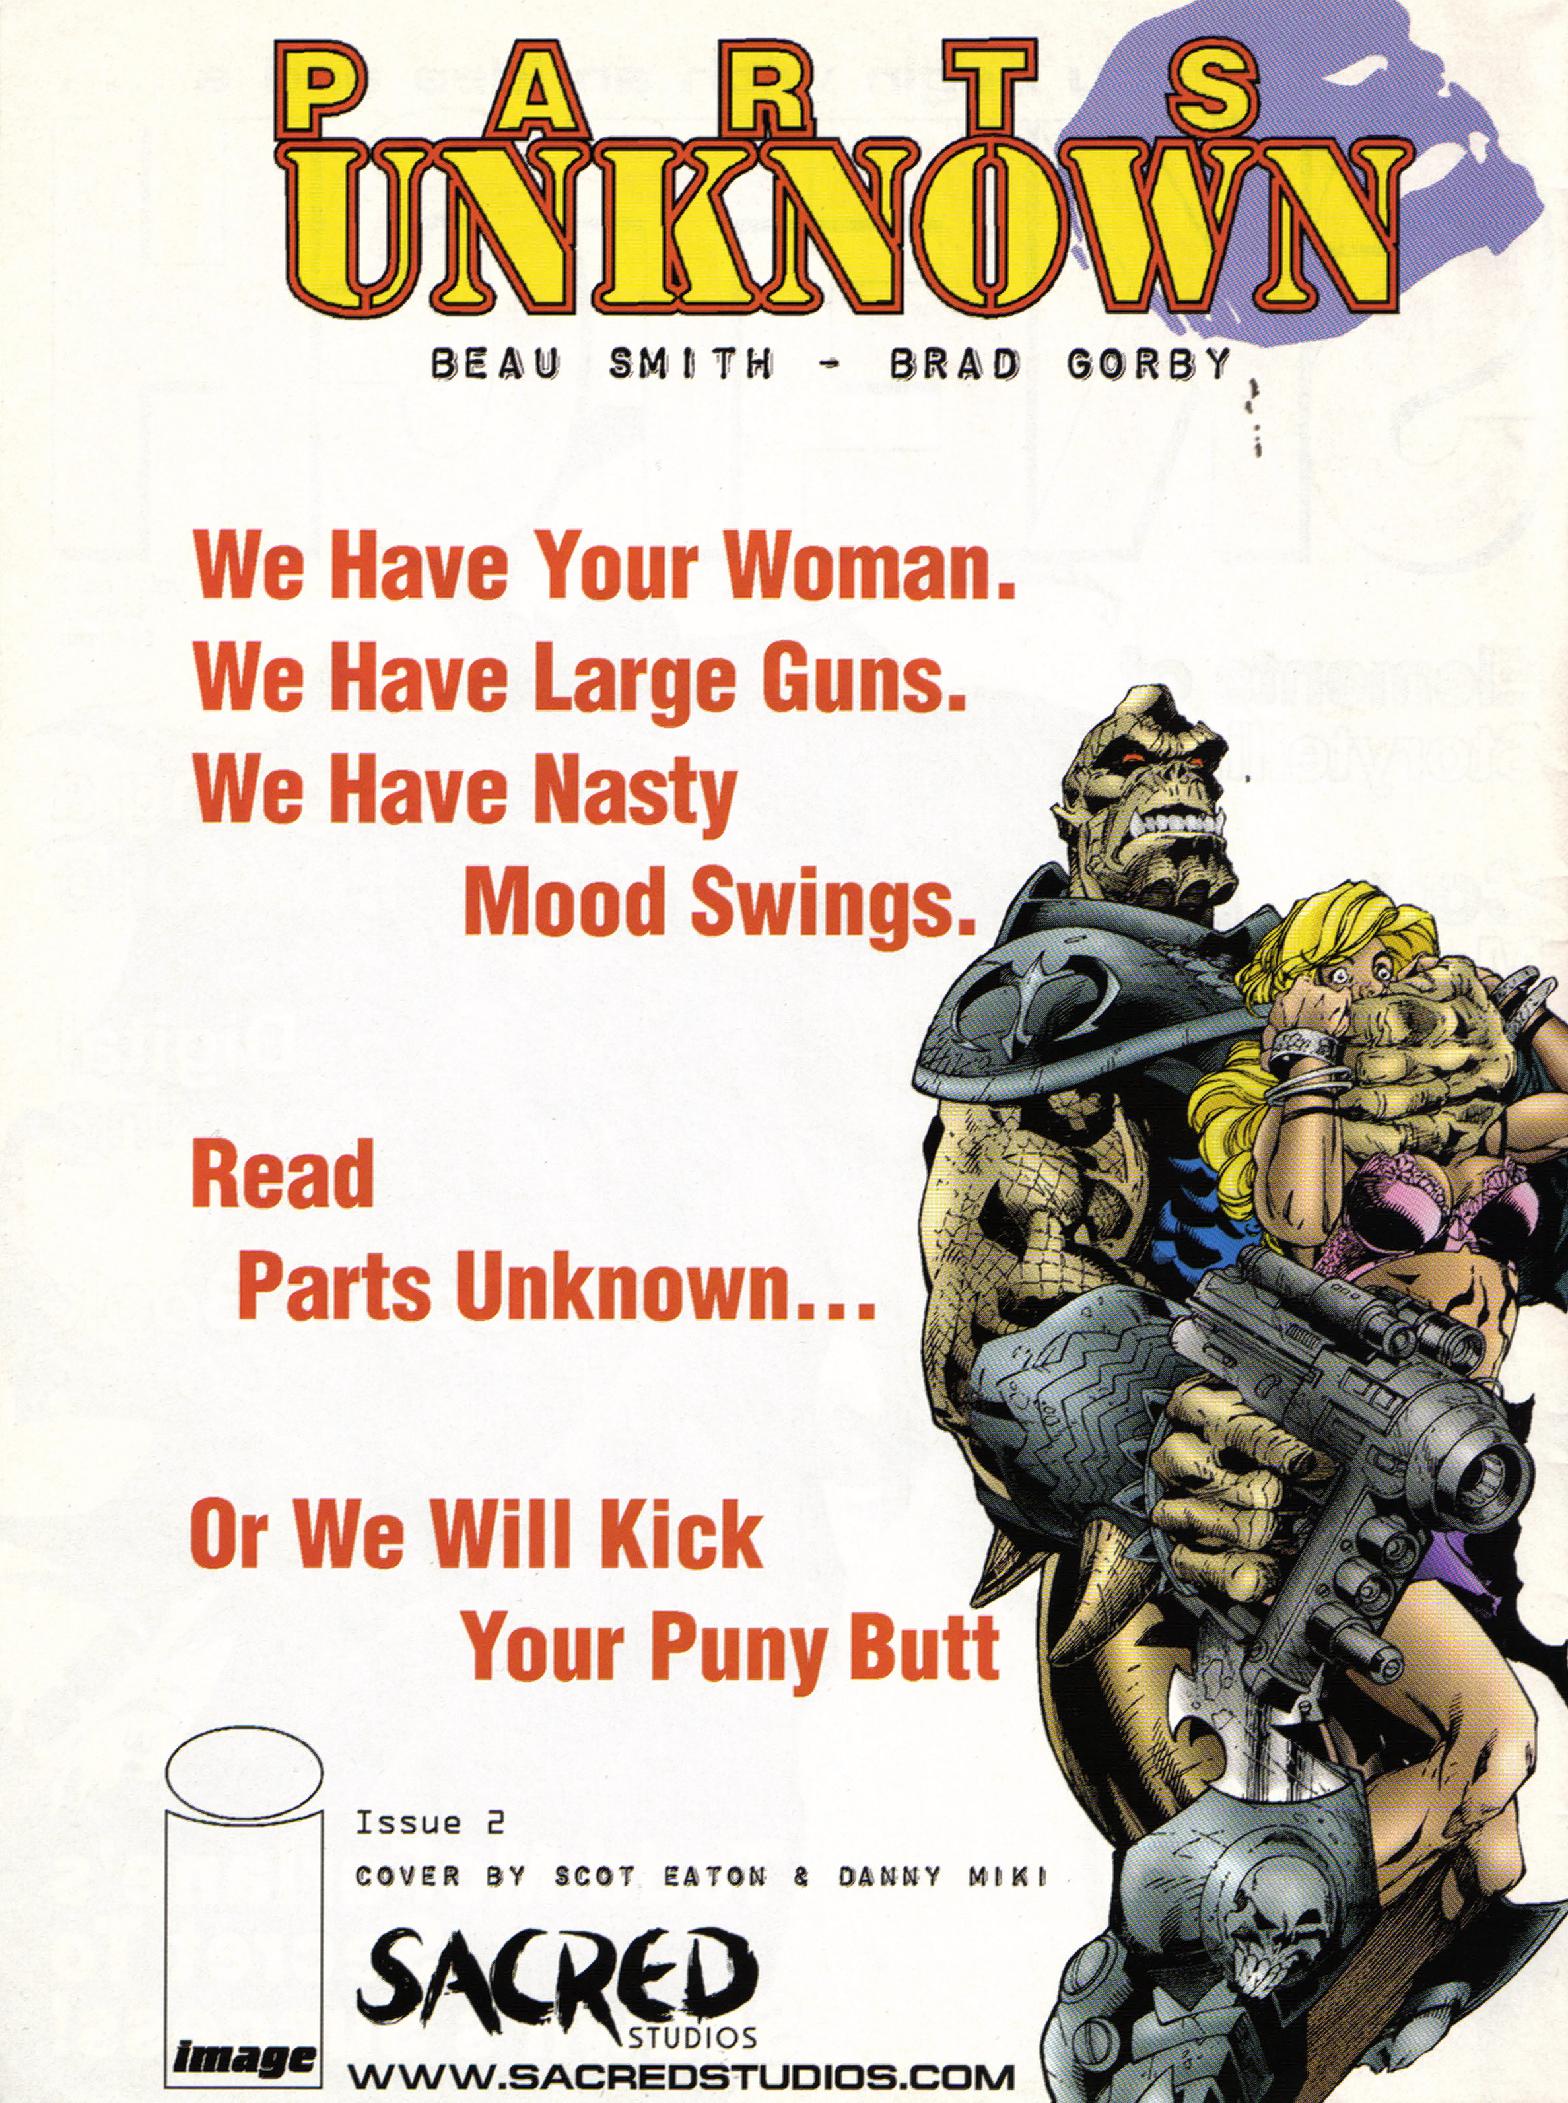 PARTS
UNKNOWN
BEAU SMITH - BRAD GORBY
We Have Your Woman.
We Have Large Guns.
We Have Nasty
Mood Swings.
Read
Parts Unknown...
Or We Will Kick
Your Puny Butt
Issue 2
COVER BY SCOT EATON & DANNY MIKI
SACRED
STUDIOS
image
WWW.SACREDSTUDIOS.COM